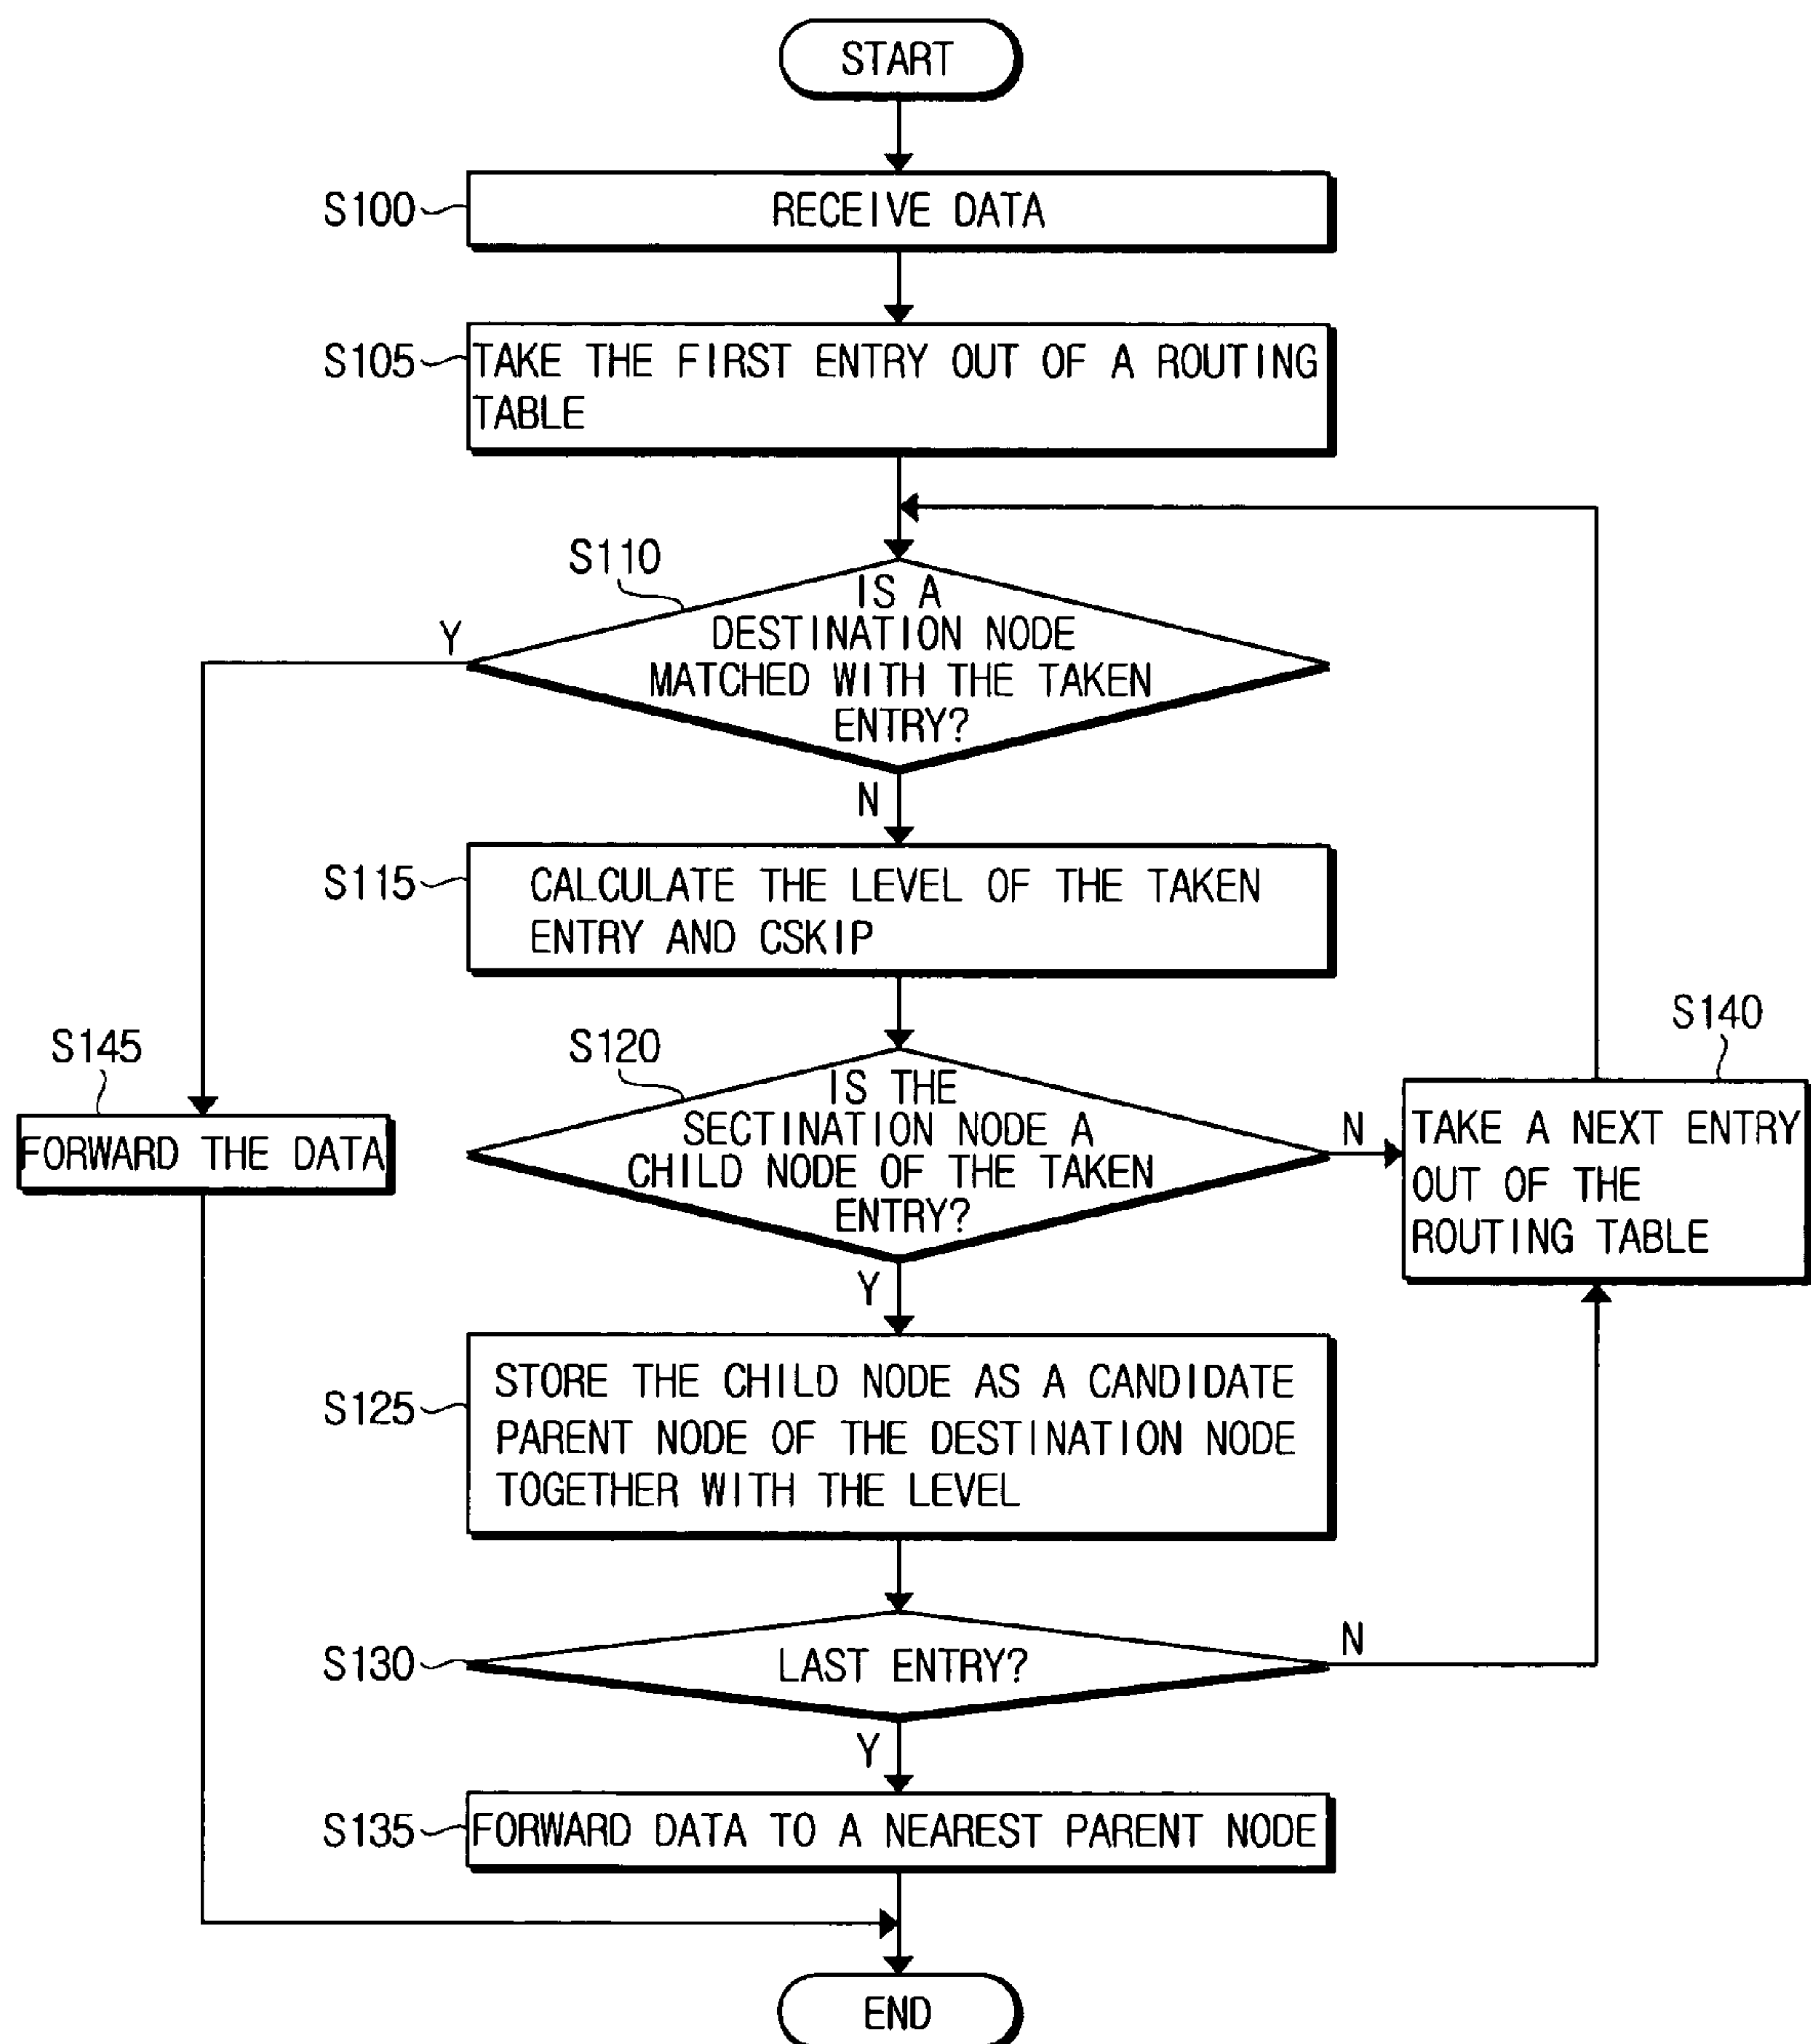 START
S100
RECEIVE DATA
S105
TAKE THE FIRST ENTRY OUT OF A ROUTING
TABLE
S110
IS A
DESTINATION NODE
MATCHED WITH THE TAKEN
ENTRY?
Y
N
S115
CALCULATE THE LEVEL OF THE TAKEN
ENTRY AND CSKIP
S145
FORWARD THE DATA
S120
IS THE
SECTINATION NODE A
CHILD NODE OF THE TAKEN
ENTRY?
N
Y
S140
TAKE A NEXT ENTRY
OUT OF THE
ROUTING TABLE
S125
STORE THE CHILD NODE AS A CANDIDATE
PARENT NODE OF THE DESTINATION NODE
TOGETHER WITH THE LEVEL
S130
LAST ENTRY?
N
Y
S135
FORWARD DATA TO A NEAREST PARENT NODE
END